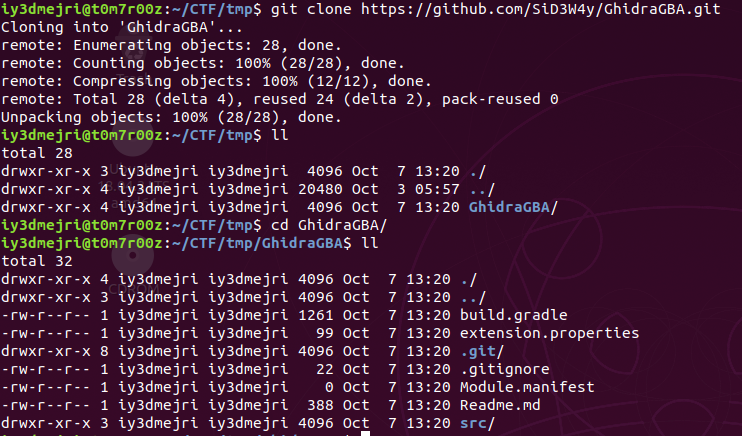 iy3dmejri@t0m7r00z:~/CTF/tmp$ git clone https://github.com/SiD3W4y/GhidraGBA.git
Cloning into 'GhidraGBA'...
remote: Enumerating objects: 28, done.
remote: Counting objects: 100% (28/28), done.
remote: Compressing objects: 100% (12/12), done.
remote: Total 28 (delta 4), reused 24 (delta 2), pack-reused 0
Unpacking objects: 100% (28/28), done.
iy3dmejri@t0m7r00z:~/CTF/tmp$ ll
total 28
drwxr-xr-x 3 iy3dmejri iy3dmejri  4096 Oct  7 13:20 ./
drwxr-xr-x 4 iy3dmejri iy3dmejri 20480 Oct  3 05:57 ../
drwxr-xr-x 4 iy3dmejri iy3dmejri  4096 Oct  7 13:20 GhidraGBA/
iy3dmejri@t0m7r00z:~/CTF/tmp$ cd GhidraGBA/
iy3dmejri@t0m7r00z:~/CTF/tmp/GhidraGBA$ ll
total 32
drwxr-xr-x 4 iy3dmejri iy3dmejri 4096 Oct  7 13:20 ./
drwxr-xr-x 3 iy3dmejri iy3dmejri 4096 Oct  7 13:20 ../
-rw-r--r-- 1 iy3dmejri iy3dmejri 1261 Oct  7 13:20 build.gradle
-rw-r--r-- 1 iy3dmejri iy3dmejri   99 Oct  7 13:20 extension.properties
drwxr-xr-x 8 iy3dmejri iy3dmejri 4096 Oct  7 13:20 .git/
-rw-r--r-- 1 iy3dmejri iy3dmejri   22 Oct  7 13:20 .gitignore
-rw-r--r-- 1 iy3dmejri iy3dmejri    0 Oct  7 13:20 Module.manifest
-rw-r--r-- 1 iy3dmejri iy3dmejri  388 Oct  7 13:20 Readme.md
drwxr-xr-x 3 iy3dmejri iy3dmejri 4096 Oct  7 13:20 src/